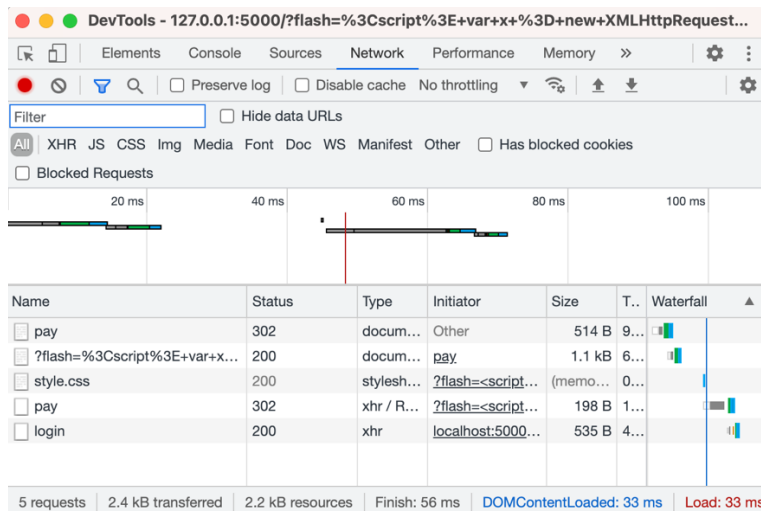 DevTools - 127.0.0.1:5000/?flash=%3Cscript%3E+var+x+%3D+new+XMLHttpRequest...
Elements Console Sources Network Performance Memory »
Preserve log Disable cache No throttling
Filter Hide data URLs
All XHR JS CSS Img Media Font Doc WS Manifest Other Has blocked cookies
Blocked Requests
20 ms 40 ms 60 ms 80 ms 100 ms
Name Status Type Initiator Size T.. Waterfall
pay 302 docum... Other 514 B 9...
?flash=%3Cscript%3E+var+x... 200 docum... pay 1.1 kB 6...
style.css 200 stylesh... ?flash=<script... (memo... 0...
pay 302 xhr / R... ?flash=<script... 198 B 1...
login 200 xhr localhost:5000... 535 B 4...
5 requests 2.4 kB transferred 2.2 kB resources Finish: 56 ms DOMContentLoaded: 33 ms Load: 33 ms